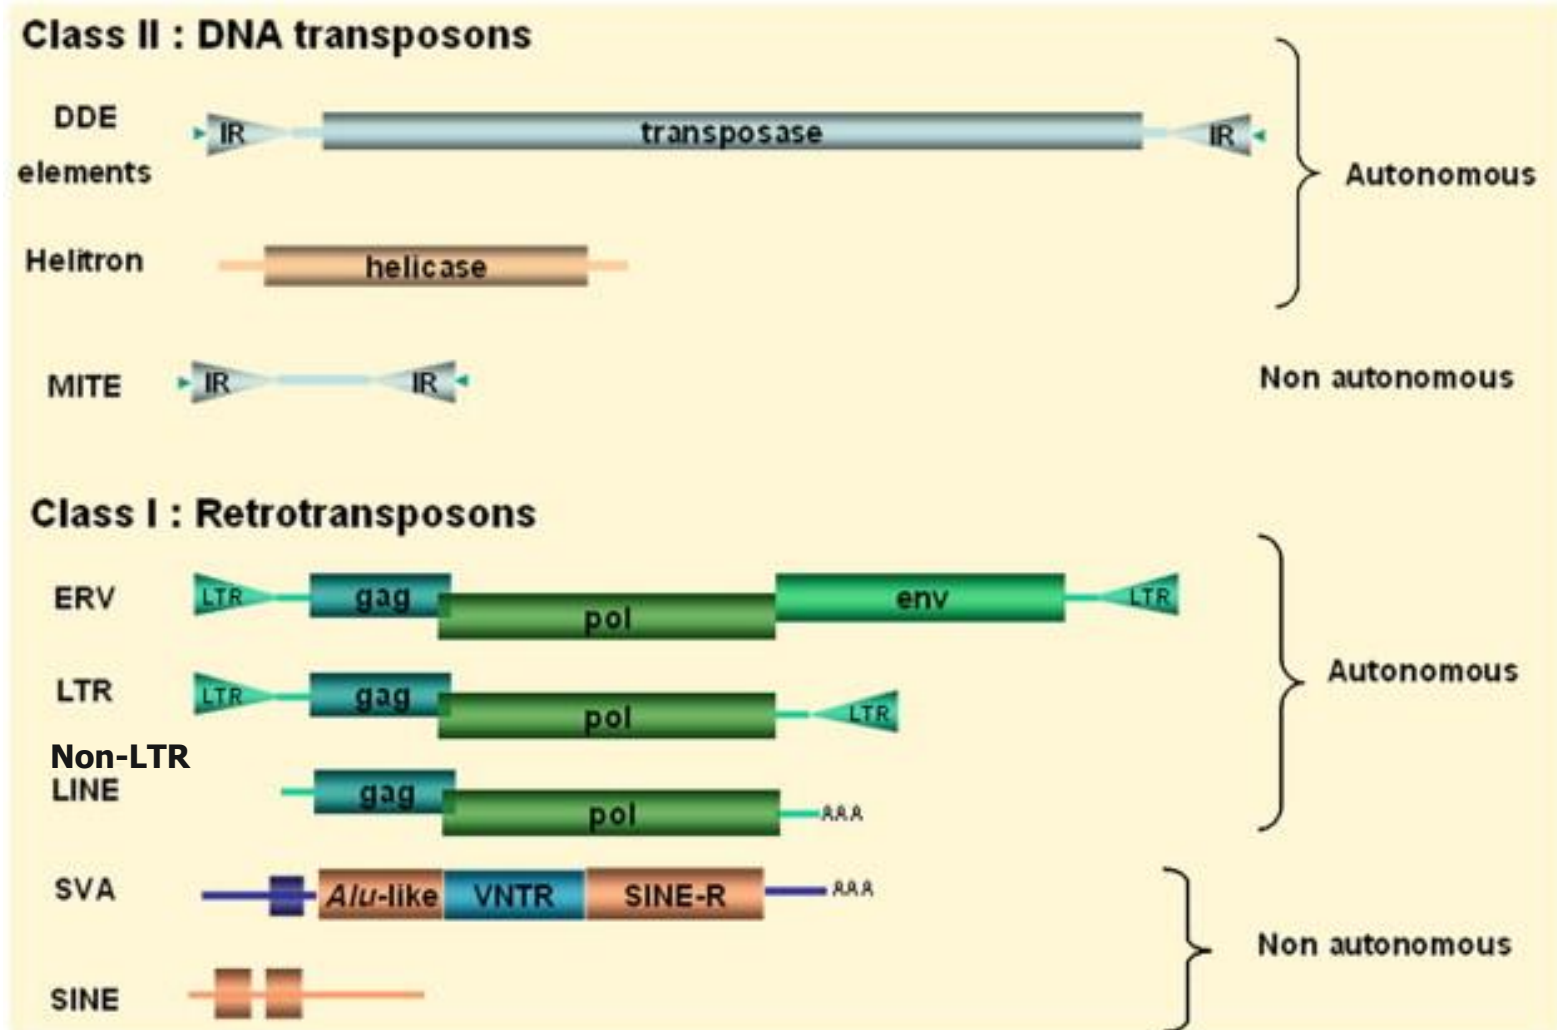 Class II : DNA transposons
DDE
elements
IR transposase IR
Autonomous
Helitron helicase
MITE IR IR
Non autonomous
Class I : Retrotransposons
ERV LTR gag pol env LTR
LTR LTR gag pol LTR
Autonomous
Non-LTR
LINE gag pol AAA
SVA Alu-like VNTR SINE-R AAA
Non autonomous
SINE